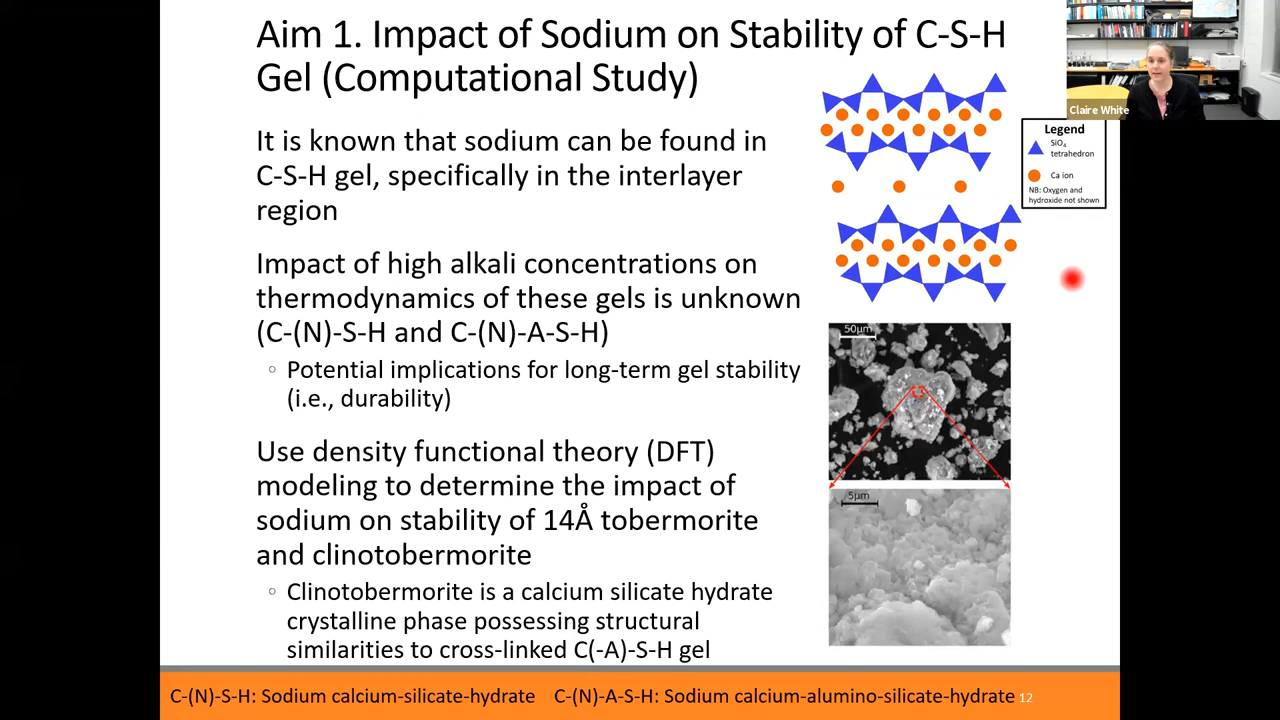 Aim 1. Impact of Sodium on Stability of C-S-H
Gel (Computational Study)
Claire White
It is known that sodium can be found in
C-S-H gel, specifically in the interlayer
region
Impact of high alkali concentrations on
thermodynamics of these gels is unknown
(C-(N)-S-H and C-(N)-A-S-H)
◦ Potential implications for long-term gel stability
(i.e., durability)
Use density functional theory (DFT)
modeling to determine the impact of
sodium on stability of 14Å tobermorite
and clinotobermorite
◦ Clinotobermorite is a calcium silicate hydrate
crystalline phase possessing structural
similarities to cross-linked C(-A)-S-H gel
Legend
SiO₄
tetrahedron
Ca ion
NB: Oxygen and
hydroxide not shown
50μm
5μm
C-(N)-S-H: Sodium calcium-silicate-hydrate C-(N)-A-S-H: Sodium calcium-alumino-silicate-hydrate 12